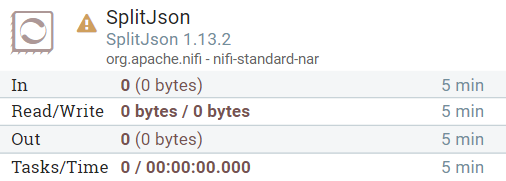 SplitJson
SplitJson 1.13.2
org.apache.nifi - nifi-standard-nar
In 0 (0 bytes) 5 min
Read/Write 0 bytes / 0 bytes 5 min
Out 0 (0 bytes) 5 min
Tasks/Time 0 / 00:00:00.000 5 min